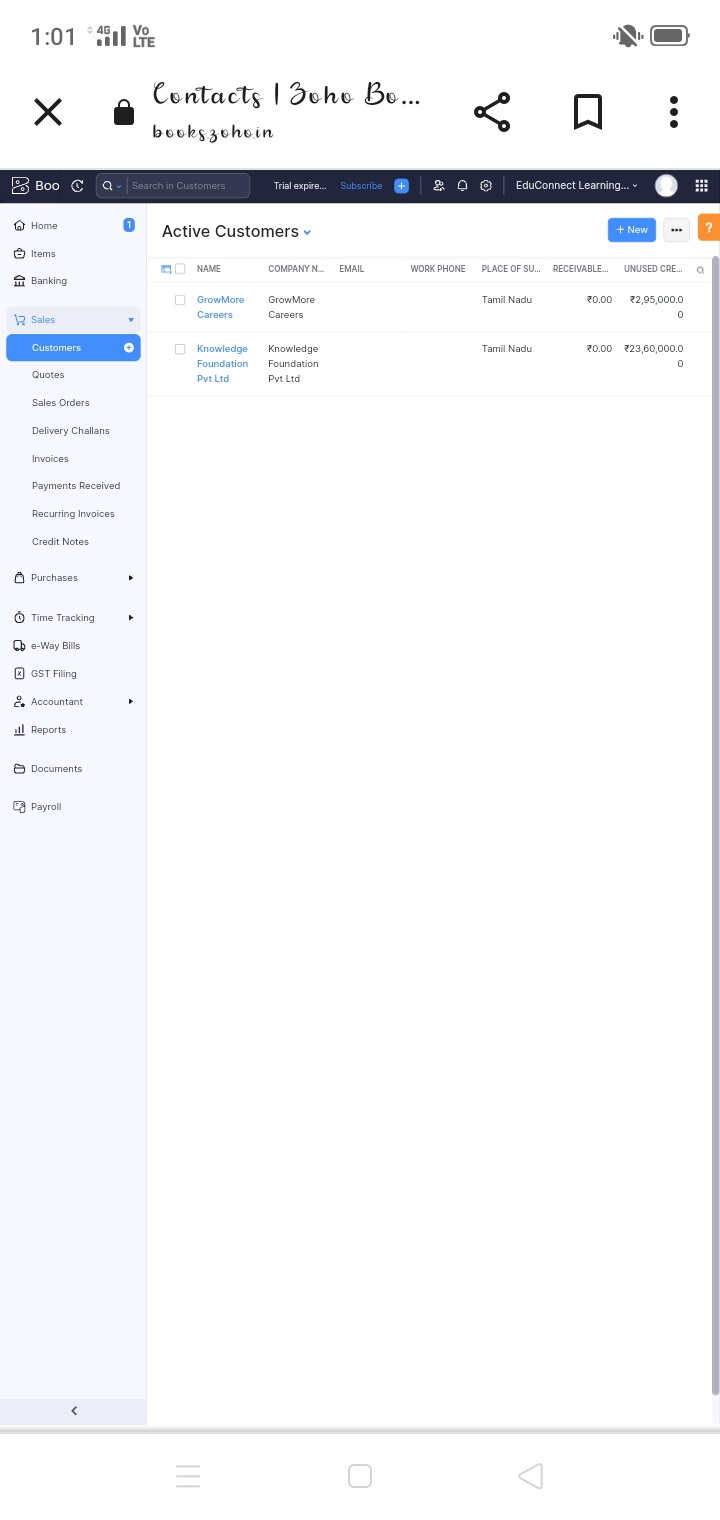 1:01 4G Vo LTE
Contacts | Zoho Bo...
bookszohoin
Boo Search in Customers Trial expire... Subscribe EduConnect Learning...
Home 1
Items
Banking
Sales
Customers
Quotes
Sales Orders
Delivery Challans
Invoices
Payments Received
Recurring Invoices
Credit Notes
Purchases
Time Tracking
e-Way Bills
GST Filing
Accountant
Reports
Documents
Payroll
Active Customers + New ?
NAME COMPANY N... EMAIL WORK PHONE PLACE OF SU... RECEIVABLE... UNUSED CRE...
GrowMore GrowMore Tamil Nadu ₹0.00 ₹2,95,000.0
Careers Careers 0
Knowledge Knowledge Tamil Nadu ₹0.00 ₹23,60,000.0
Foundation Foundation 0
Pvt Ltd Pvt Ltd